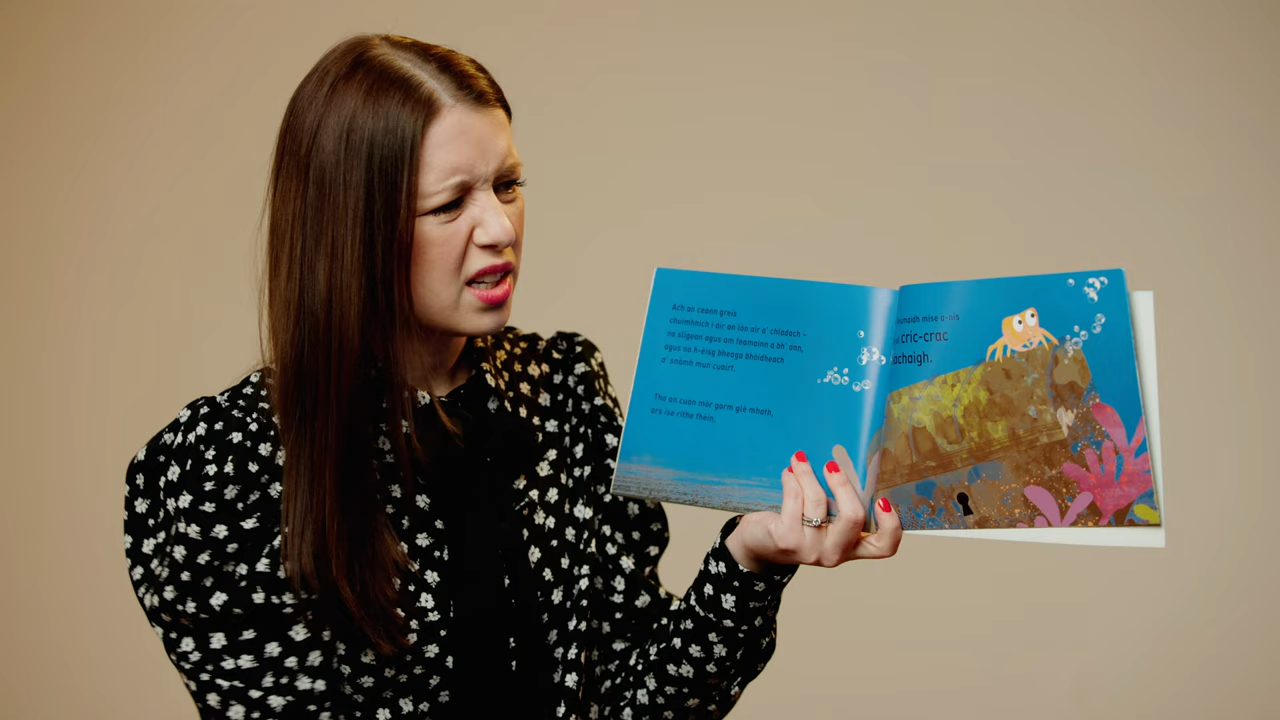 Ach an ceann greis
chuimhnich i air an làn air a' chladach –
na sligean agus am feamainn a bh' ann,
agus na h-èisg bheaga bhòidheach
a' snàmh mun cuairt.
Tha an cuan mòr gorm glè mhath,
ars ise rithe fhèin,
mise a-nis
cric-crac